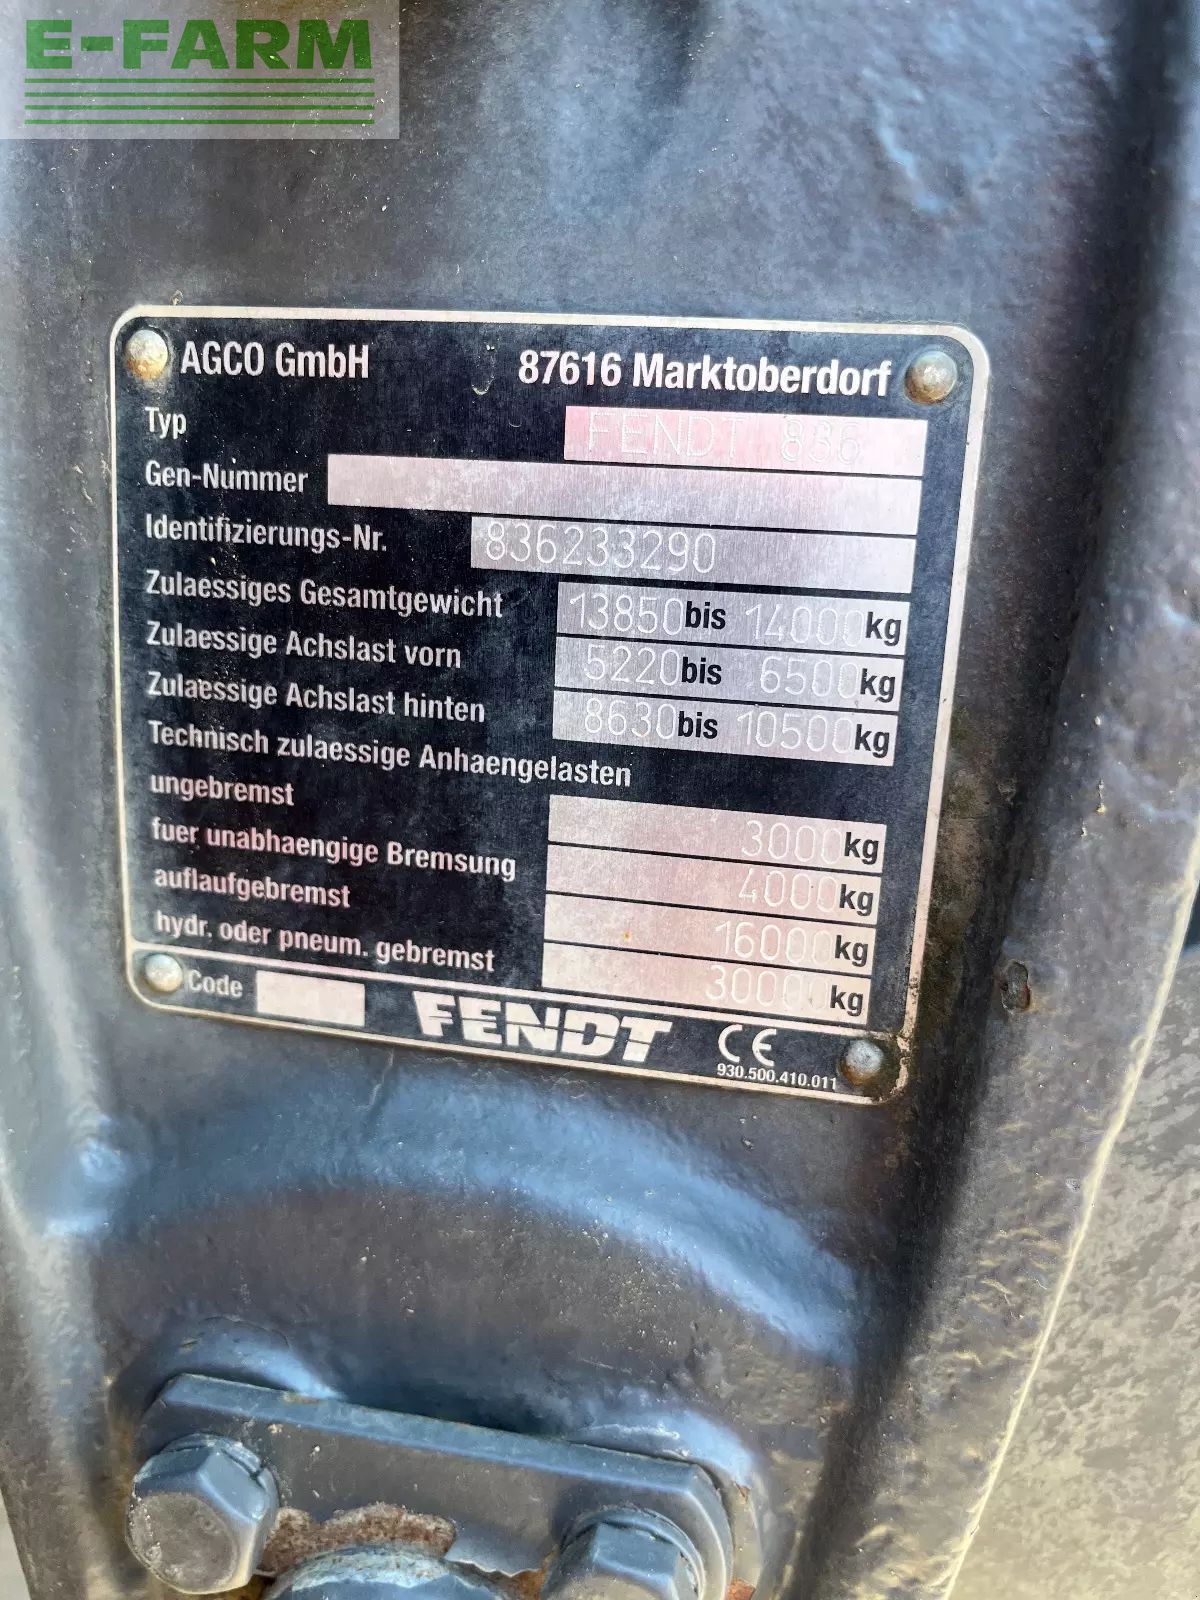 E-FARM
AGCO GmbH 87616 Marktoberdorf
Typ FENDT 836
Gen-Nummer
Identifizierungs-Nr. 836233290
Zulaessiges Gesamtgewicht 13850 bis 14000 kg
Zulaessige Achslast vorn 5220 bis 6500 kg
Zulaessige Achslast hinten 8630 bis 10500 kg
Technisch zulaessige Anhaengelasten
ungebremst 3000 kg
fuer unabhaengige Bremsung 4000 kg
auflaufgebremst 16000 kg
hydr. oder pneum. gebremst 30000 kg
Code FENDT CE
930.500.410.011